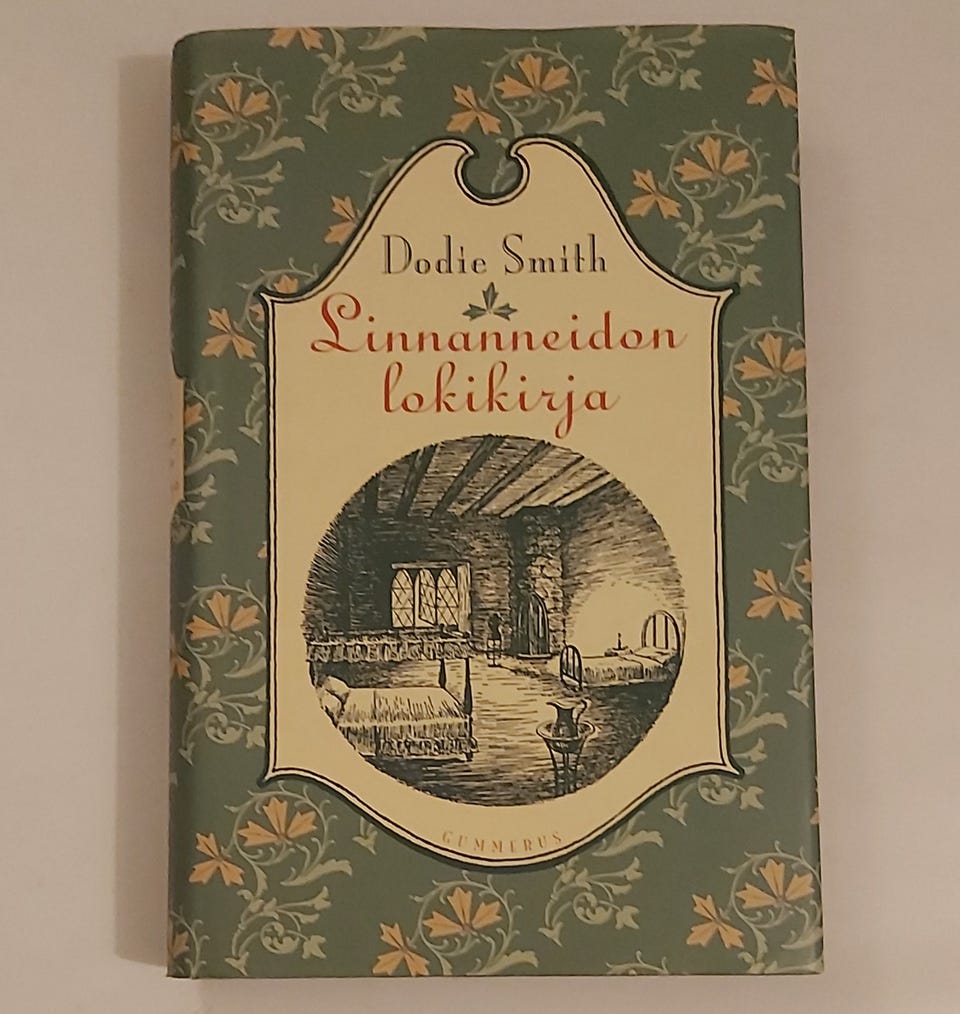 Dodie Smith
Linnanneidon
lokikirja
GUMMERUS